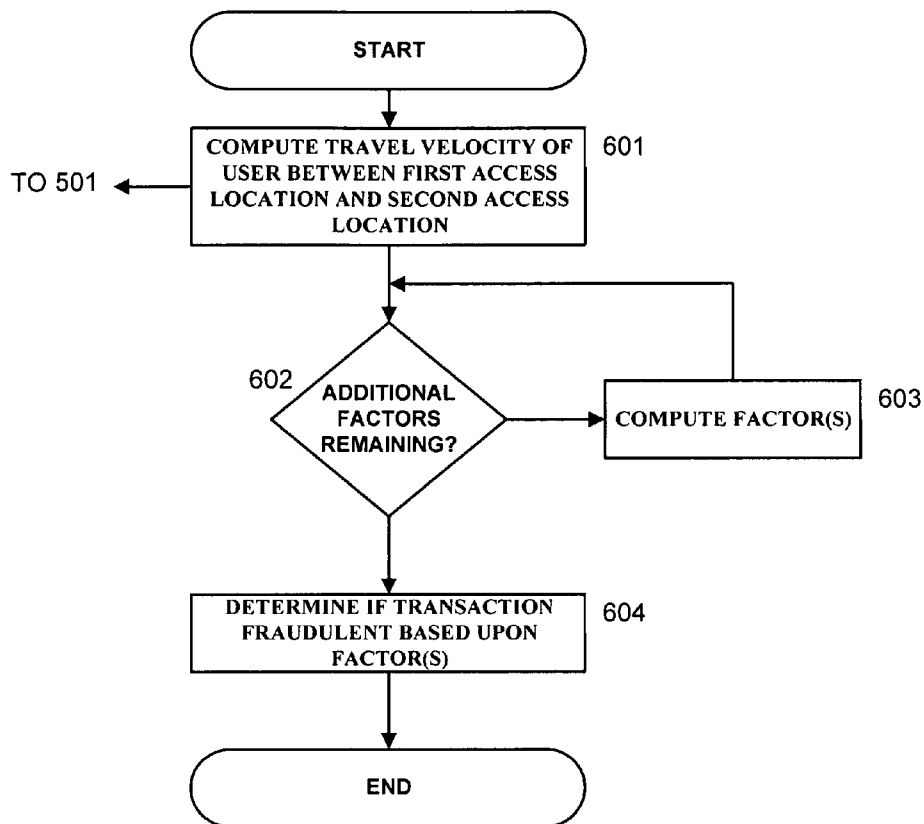 START
COMPUTE TRAVEL VELOCITY OF
USER BETWEEN FIRST ACCESS
LOCATION AND SECOND ACCESS
LOCATION
601
TO 501
602
ADDITIONAL
FACTORS
REMAINING?
COMPUTE FACTOR(S)
603
DETERMINE IF TRANSACTION
FRAUDULENT BASED UPON
FACTOR(S)
604
END